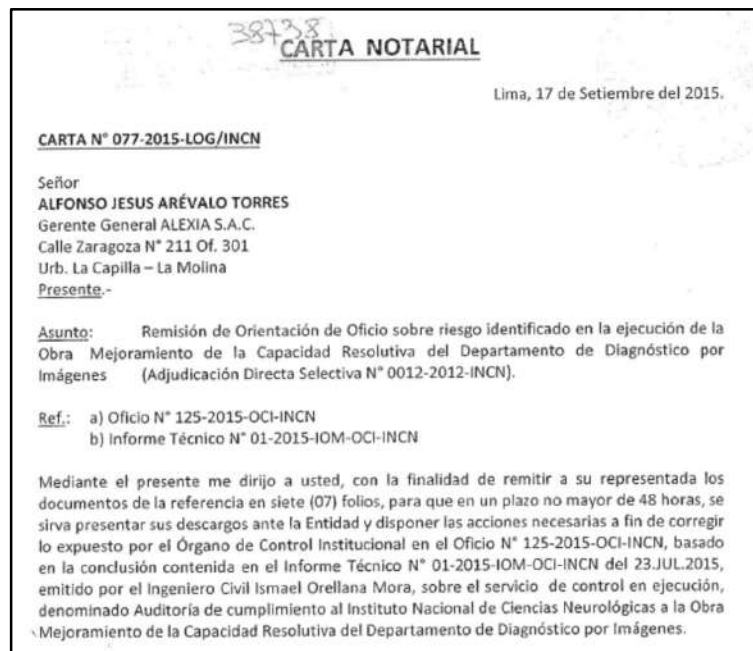 38738
CARTA NOTARIAL
Lima, 17 de Setiembre del 2015.
CARTA N° 077-2015-LOG/INCN
Señor
ALFONSO JESUS ARÉVALO TORRES
Gerente General ALEXIA S.A.C.
Calle Zaragoza N° 211 Of. 301
Urb. La Capilla – La Molina
Presente.-
Asunto: Remisión de Orientación de Oficio sobre riesgo identificado en la ejecución de la
Obra Mejoramiento de la Capacidad Resolutiva del Departamento de Diagnóstico por
Imágenes (Adjudicación Directa Selectiva N° 0012-2012-INCN).
Ref.: a) Oficio N° 125-2015-OCI-INCN
b) Informe Técnico N° 01-2015-IOM-OCI-INCN
Mediante el presente me dirijo a usted, con la finalidad de remitir a su representada los
documentos de la referencia en siete (07) folios, para que en un plazo no mayor de 48 horas, se
sirva presentar sus descargos ante la Entidad y disponer las acciones necesarias a fin de corregir
lo expuesto por el Órgano de Control Institucional en el Oficio N° 125-2015-OCI-INCN, basado
en la conclusión contenida en el Informe Técnico N° 01-2015-IOM-OCI-INCN del 23.JUL.2015,
emitido por el Ingeniero Civil Ismael Orellana Mora, sobre el servicio de control en ejecución,
denominado Auditoría de cumplimiento al Instituto Nacional de Ciencias Neurológicas a la Obra
Mejoramiento de la Capacidad Resolutiva del Departamento de Diagnóstico por Imágenes.